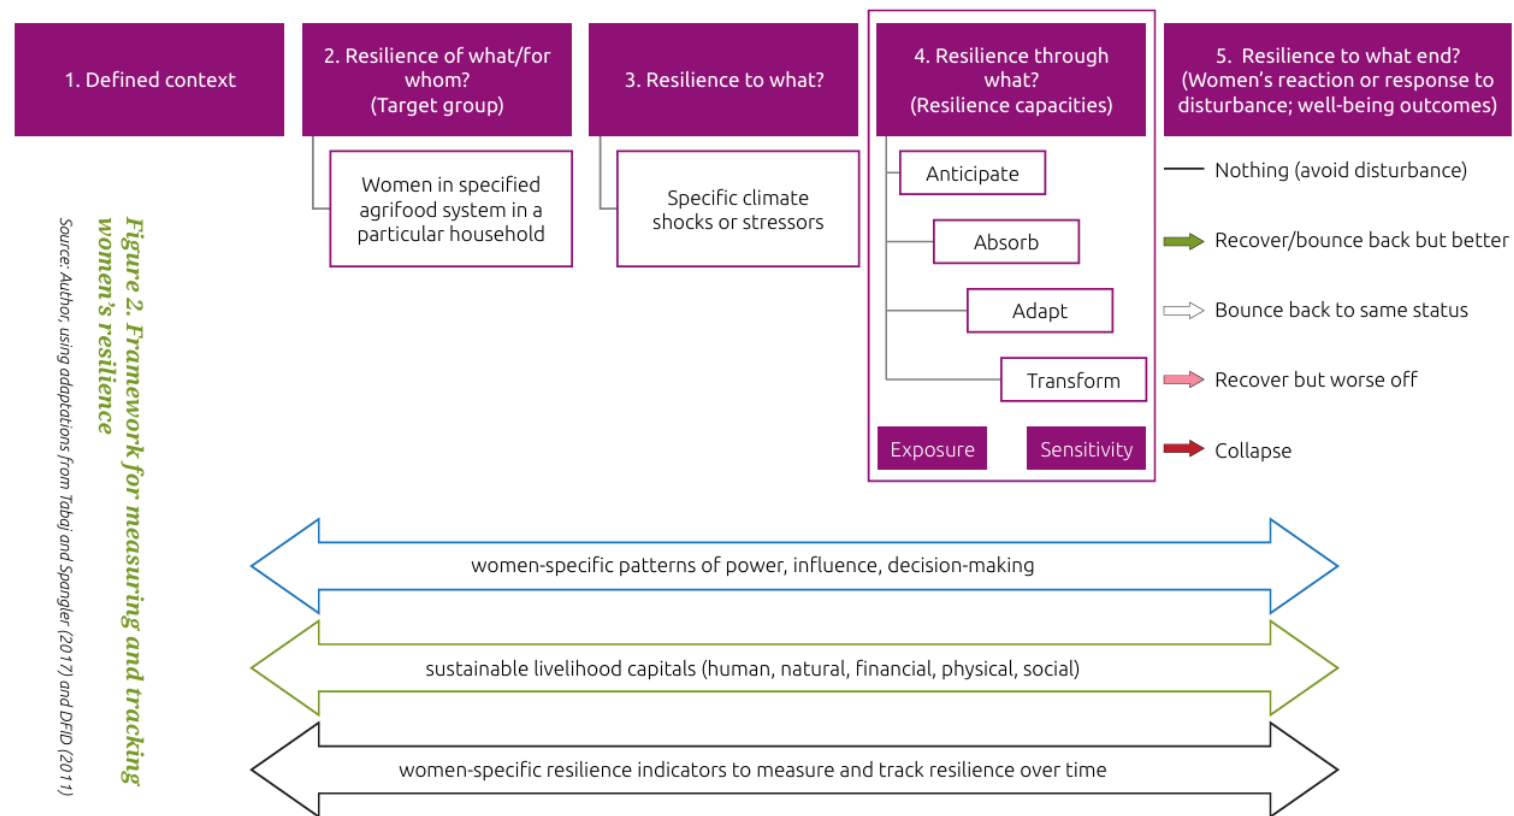 1. Defined context
2. Resilience of what/for
whom?
(Target group)
3. Resilience to what?
4. Resilience through
what?
(Resilience capacities)
5. Resilience to what end?
(Women’s reaction or response to
disturbance; well-being outcomes)
Women in specified
agrifood system in a
particular household
Specific climate
shocks or stressors
Anticipate
Absorb
Adapt
Transform
Exposure
Sensitivity
Nothing (avoid disturbance)
Recover/bounce back but better
Bounce back to same status
Recover but worse off
Collapse
women-specific patterns of power, influence, decision-making
sustainable livelihood capitals (human, natural, financial, physical, social)
women-specific resilience indicators to measure and track resilience over time
Figure 2. Framework for measuring and tracking
women’s resilience
Source: Author, using adaptations from Tabaj and Spangler (2017) and DFID (2011)